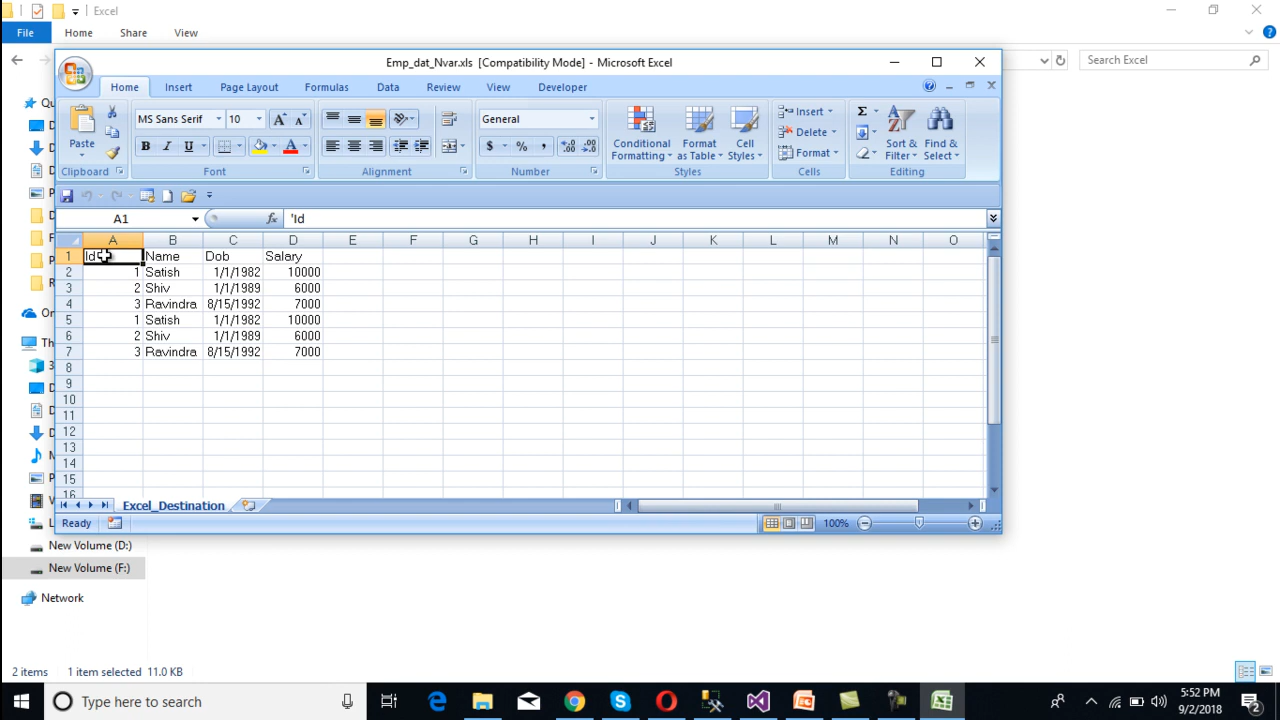 Excel
File Home Share View
Search Excel
Emp_dat_Nvar.xls [Compatibility Mode] - Microsoft Excel
Home Insert Page Layout Formulas Data Review View Developer
Paste
Clipboard
MS Sans Serif 10
B I U
Font
Alignment
General
$ % ,
Number
Conditional Formatting
Format as Table
Cell Styles
Styles
Insert
Delete
Format
Cells
Sort & Filter
Find & Select
Editing
A1 fx 'Id
A B C D E F G H I J K L M N O
1 Id Name Dob Salary
2 1 Satish 1/1/1982 10000
3 2 Shiv 1/1/1989 6000
4 3 Ravindra 8/15/1992 7000
5 1 Satish 1/1/1982 10000
6 2 Shiv 1/1/1989 6000
7 3 Ravindra 8/15/1992 7000
8
9
10
11
12
13
14
15
16
Excel_Destination
Ready 100%
New Volume (D:)
New Volume (F:)
Network
2 items 1 item selected 11.0 KB
Type here to search
5:52 PM
9/2/2018
2